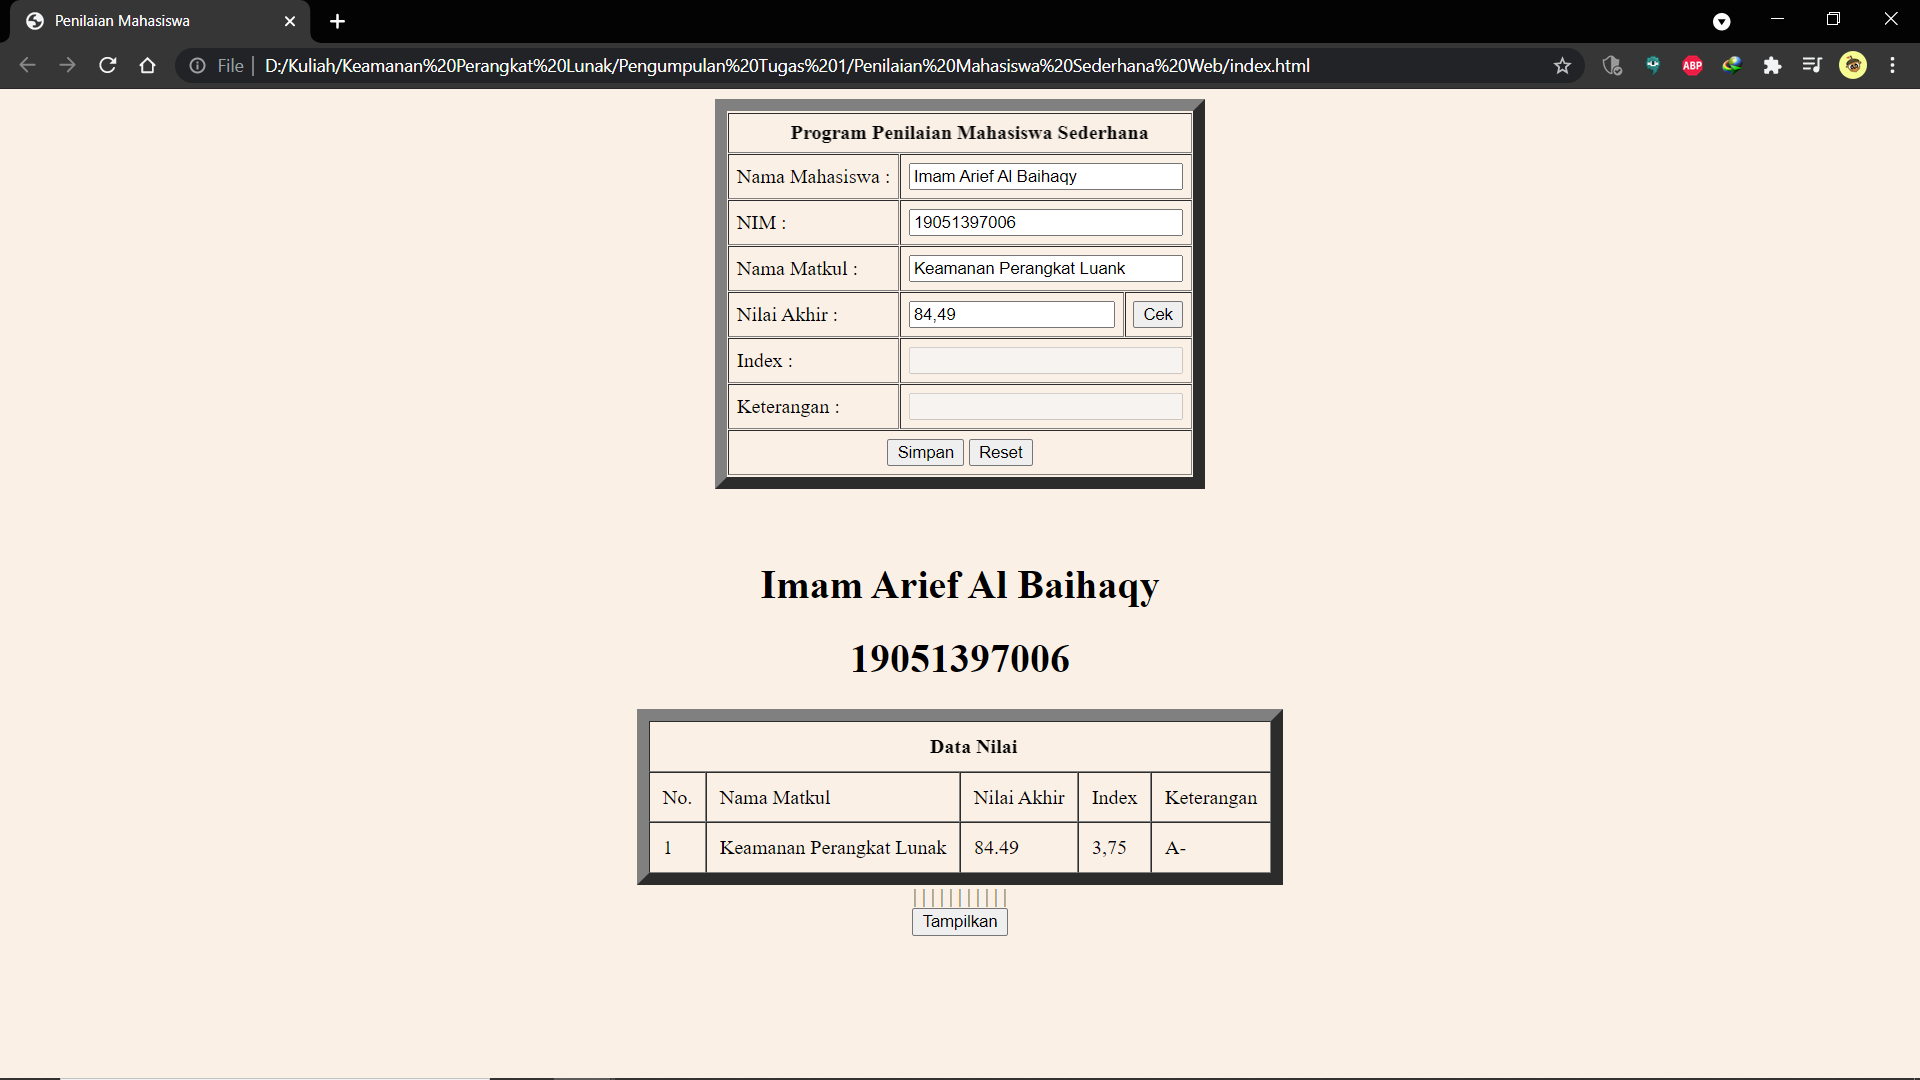 Penilaian Mahasiswa
File | D:/Kuliah/Keamanan%20Perangkat%20Lunak/Pengumpulan%20Tugas%201/Penilaian%20Mahasiswa%20Sederhana%20Web/index.html
ABP
Program Penilaian Mahasiswa Sederhana
Nama Mahasiswa : Imam Arief Al Baihaqy
NIM : 19051397006
Nama Matkul : Keamanan Perangkat Luank
Nilai Akhir : 84,49 Cek
Index :
Keterangan :
Simpan Reset
Imam Arief Al Baihaqy
19051397006
Data Nilai
No. Nama Matkul Nilai Akhir Index Keterangan
1 Keamanan Perangkat Lunak 84.49 3,75 A-
||||||||||| 
Tampilkan